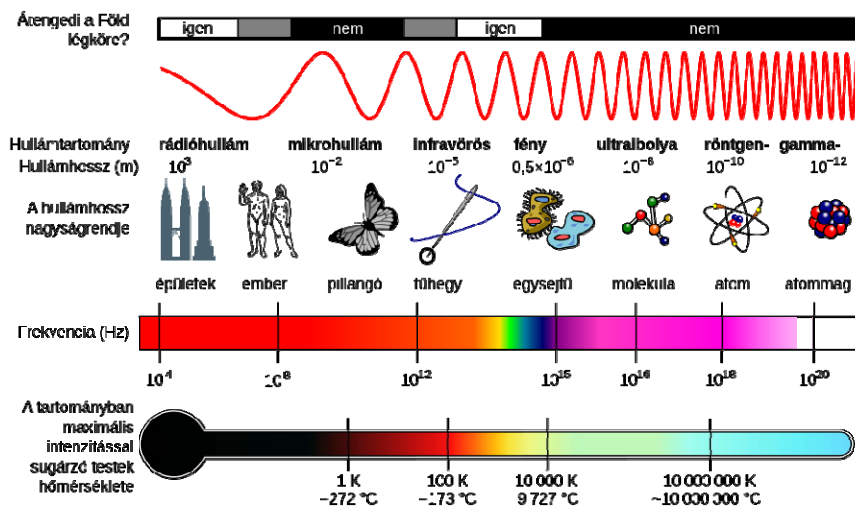 Átengedi a Föld
légköre?
igen nem igen nem
Hullámtartomány rádióhullám mikrohullám infravörös fény ultraibolya röntgen- gamma-
Hullámhossz (m) 10³ 10⁻² 10⁻⁵ 0,5×10⁻⁶ 10⁻⁸ 10⁻¹⁰ 10⁻¹²
A hullámhossz
nagyságrendje
épületek ember pillangó tűhegy egysejtű molekula atom atommag
Frekvencia (Hz)
10⁴ 10⁸ 10¹² 10¹⁵ 10¹⁶ 10¹⁸ 10²⁰
A tartományban
maximális
intenzitással
sugárzó testek
hőmérséklete
1 K 100 K 10 000 K 10 000 000 K
−272 °C −173 °C 9 727 °C ~10 000 000 °C